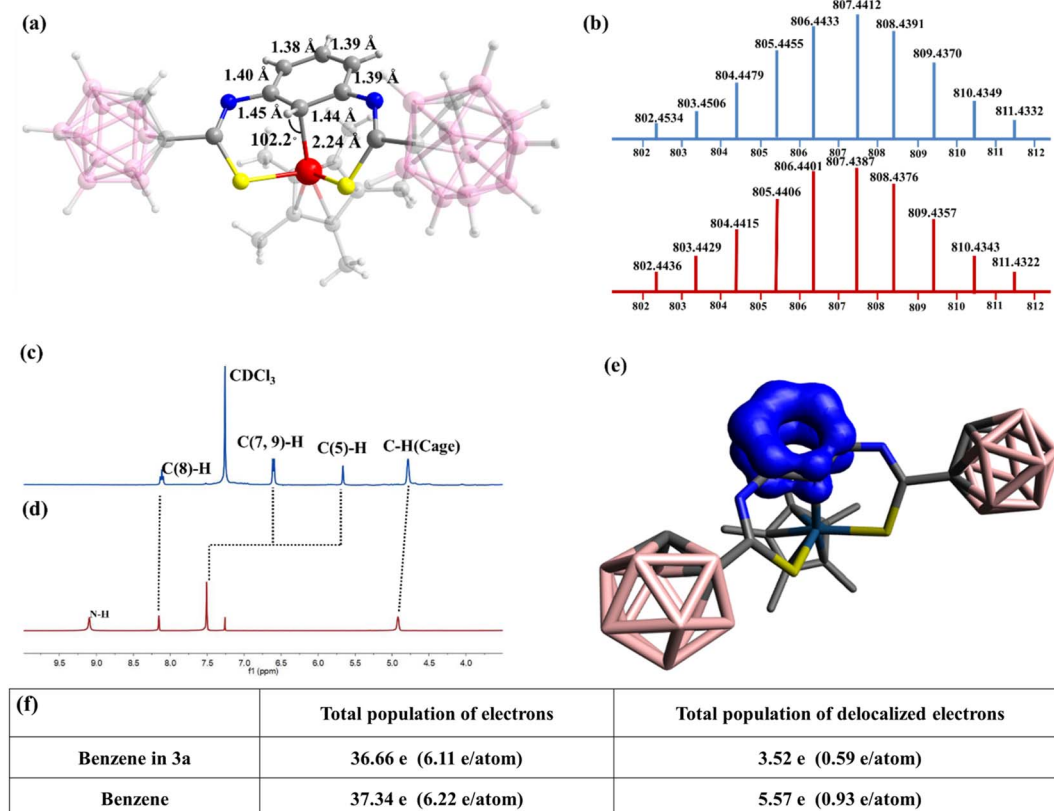 (a)
1.38 Å
1.39 Å
1.40 Å
1.39 Å
1.45 Å
1.44 Å
102.2°
2.24 Å
(b)
807.4412
806.4433
808.4391
805.4455
809.4370
804.4479
810.4349
803.4506
811.4332
802.4534
802 803 804 805 806 807 808 809 810 811 812
807.4387
806.4401
808.4376
805.4406
809.4357
804.4415
803.4429
810.4343
802.4436
811.4322
802 803 804 805 806 807 808 809 810 811 812
(c)
CDCl3
C(7, 9)-H
C(5)-H
C-H(Cage)
C(8)-H
(d)
N-H
9.5 9.0 8.5 8.0 7.5 7.0 6.5 6.0 5.5 5.0 4.5 4.0
f1 (ppm)
(e)
(f)
Total population of electrons
Total population of delocalized electrons
Benzene in 3a
36.66 e (6.11 e/atom)
3.52 e (0.59 e/atom)
Benzene
37.34 e (6.22 e/atom)
5.57 e (0.93 e/atom)